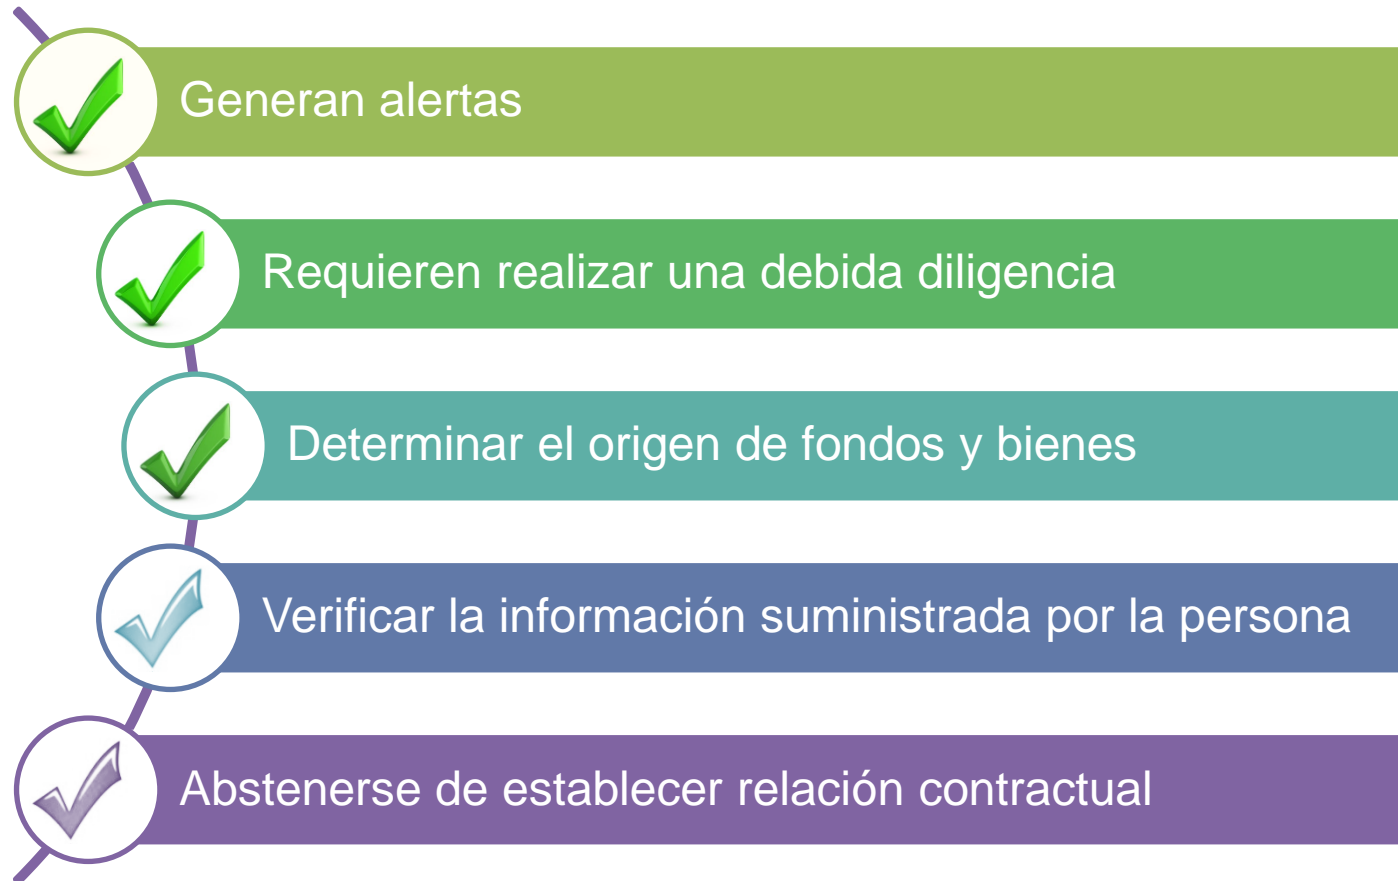 Generan alertas
Requieren realizar una debida diligencia
Determinar el origen de fondos y bienes
Verificar la información suministrada por la persona
Abstenerse de establecer relación contractual